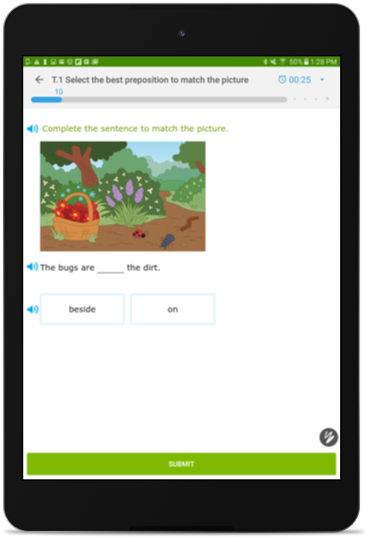 50% 1:28 PM
T.1 Select the best preposition to match the picture
00:25
10
Complete the sentence to match the picture.
The bugs are ______ the dirt.
beside
on
SUBMIT